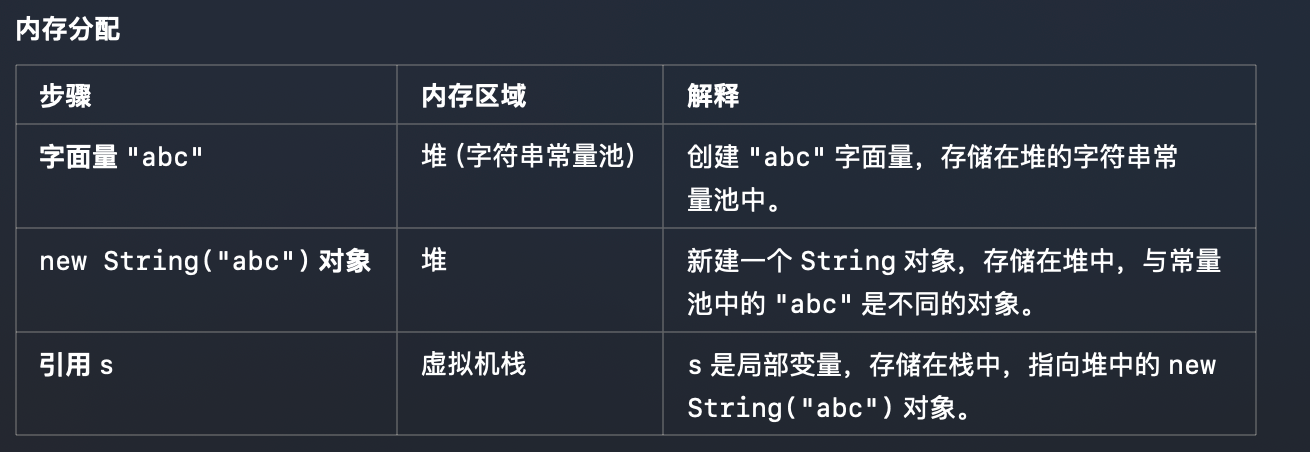 内存分配
步骤 内存区域 解释
字面量 "abc" 堆 (字符串常量池) 创建 "abc" 字面量，存储在堆的字符串常
量池中。
new String("abc") 对象 堆 新建一个 String 对象，存储在堆中，与常量
池中的 "abc" 是不同的对象。
引用 s 虚拟机栈 s 是局部变量，存储在栈中，指向堆中的 new
String("abc") 对象。